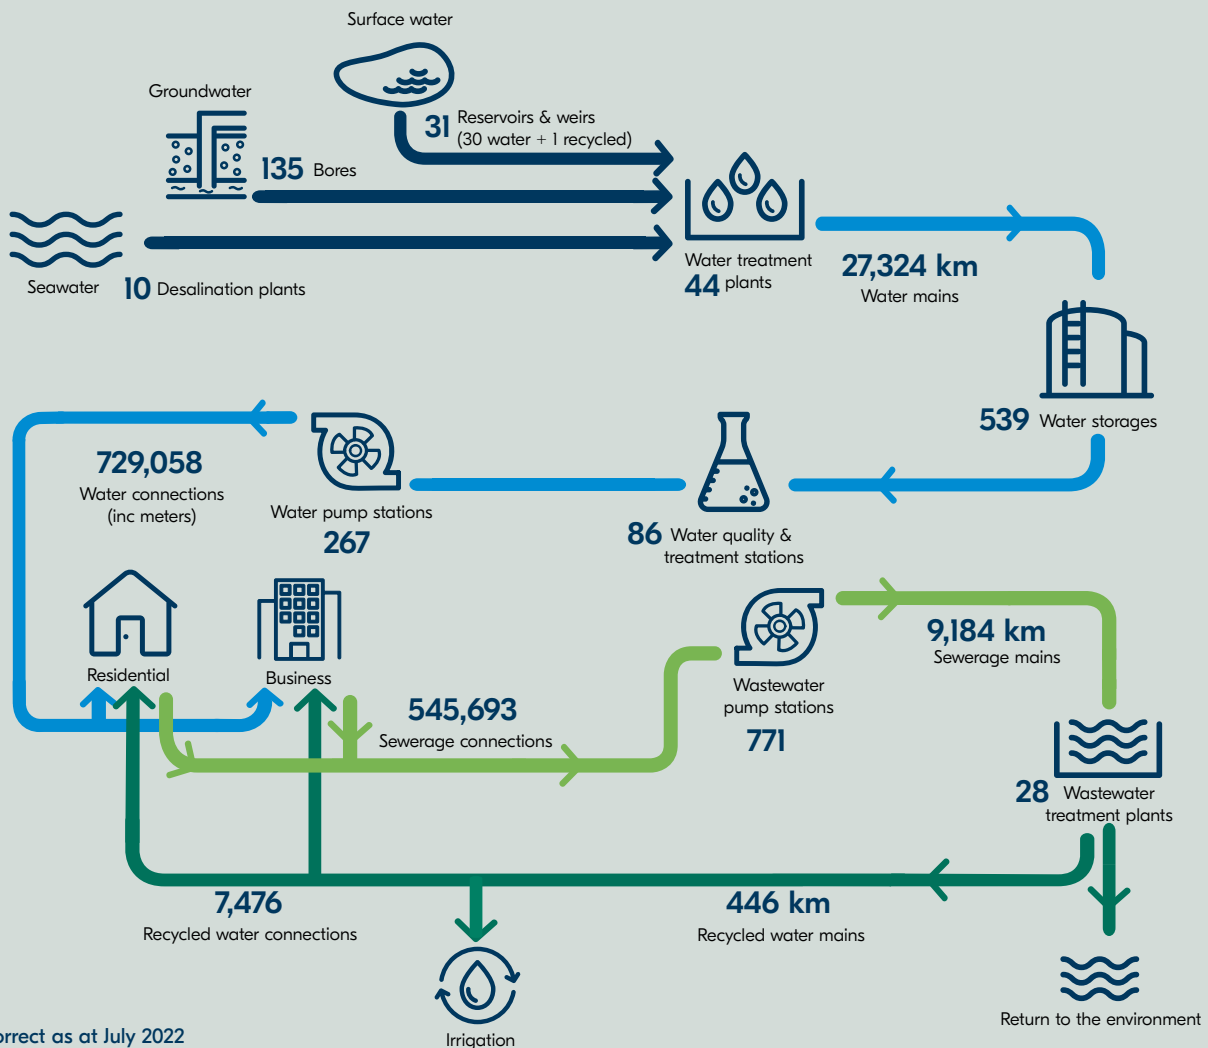 Surface water
Groundwater
31 Reservoirs & weirs
(30 water + 1 recycled)
135 Bores
Seawater
10 Desalination plants
Water treatment
44 plants
27,324 km
Water mains
539 Water storages
729,058
Water connections
(inc meters)
Water pump stations
267
86 Water quality &
treatment stations
Residential
Business
545,693
Sewerage connections
Wastewater
pump stations
771
9,184 km
Sewerage mains
28 Wastewater
treatment plants
7,476
Recycled water connections
446 km
Recycled water mains
Irrigation
Return to the environment
orrect as at July 2022